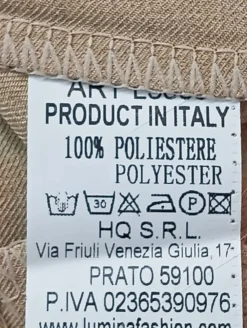 PRODUCT IN ITALY
100% POLIESTERE
POLYESTER
30 P
HQ S.R.L.
Via Friuli Venezia Giulia,17
PRATO 59100
P.IVA 02365390976
www.luminafashion.com